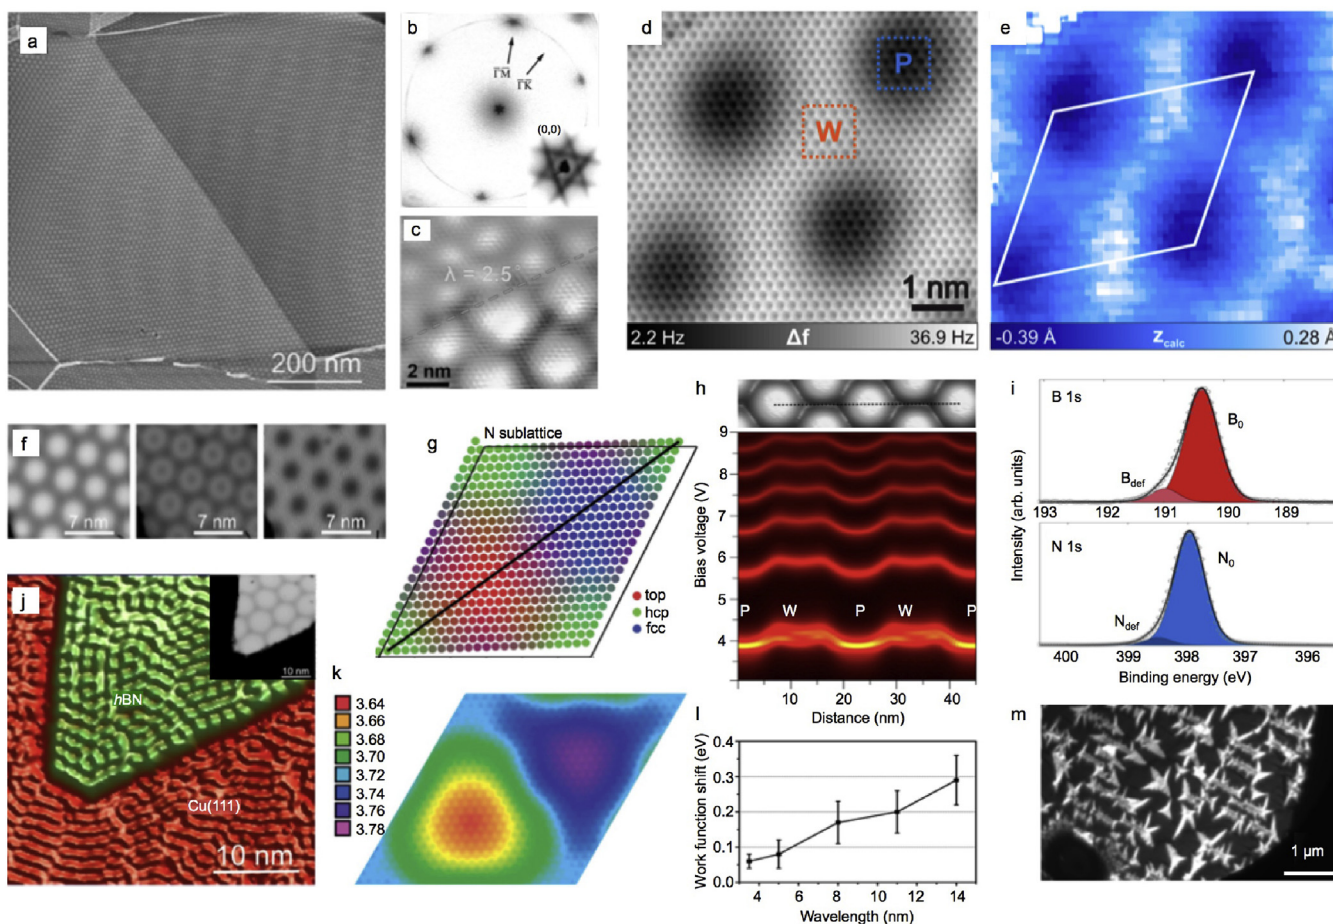 a
200 nm
b
Γ̅M̅
Γ̅K̅
(0,0)
c
λ = 2.5
2 nm
d
P
W
1 nm
2.2 Hz Δf 36.9 Hz
e
-0.39 Å z_calc 0.28 Å
f
7 nm
7 nm
7 nm
g
N sublattice
top
hcp
fcc
h
Bias voltage (V)
9
8
7
6
5
4
P W P W P
10 20 30 40
Distance (nm)
i
Intensity (arb. units)
B 1s
B₀
B_def
193 192 191 190 189
N 1s
N₀
N_def
400 399 398 397 396
Binding energy (eV)
j
hBN
Cu(111)
10 nm
10 nm
k
3.64
3.66
3.68
3.70
3.72
3.74
3.76
3.78
l
Work function shift (eV)
0.4
0.3
0.2
0.1
0.0
4 6 8 10 12 14
Wavelength (nm)
m
1 μm